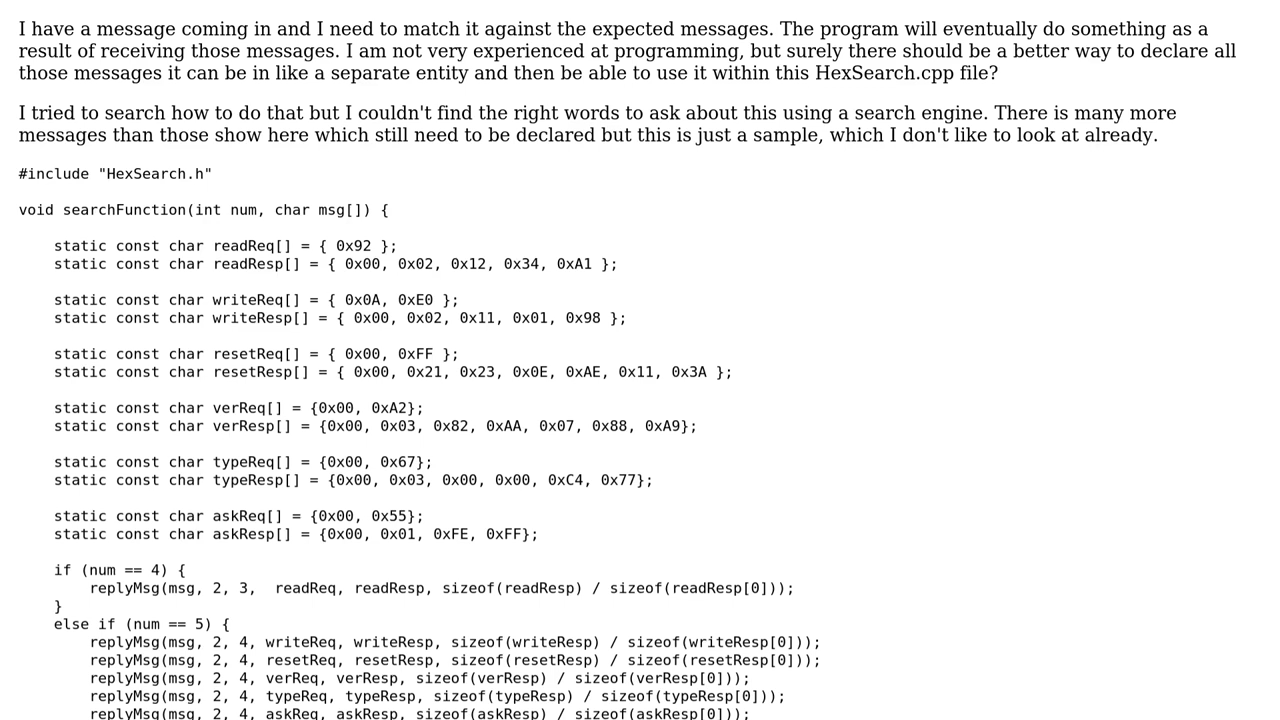 I have a message coming in and I need to match it against the expected messages. The program will eventually do something as a
result of receiving those messages. I am not very experienced at programming, but surely there should be a better way to declare all
those messages it can be in like a separate entity and then be able to use it within this HexSearch.cpp file?
I tried to search how to do that but I couldn't find the right words to ask about this using a search engine. There is many more
messages than those show here which still need to be declared but this is just a sample, which I don't like to look at already.
#include "HexSearch.h"
void searchFunction(int num, char msg[]) {
    static const char readReq[] = { 0x92 };
    static const char readResp[] = { 0x00, 0x02, 0x12, 0x34, 0xA1 };
    static const char writeReq[] = { 0x0A, 0xE0 };
    static const char writeResp[] = { 0x00, 0x02, 0x11, 0x01, 0x98 };
    static const char resetReq[] = { 0x00, 0xFF };
    static const char resetResp[] = { 0x00, 0x21, 0x23, 0x0E, 0xAE, 0x11, 0x3A };
    static const char verReq[] = {0x00, 0xA2};
    static const char verResp[] = {0x00, 0x03, 0x82, 0xAA, 0x07, 0x88, 0xA9};
    static const char typeReq[] = {0x00, 0x67};
    static const char typeResp[] = {0x00, 0x03, 0x00, 0x00, 0xC4, 0x77};
    static const char askReq[] = {0x00, 0x55};
    static const char askResp[] = {0x00, 0x01, 0xFE, 0xFF};
    if (num == 4) {
        replyMsg(msg, 2, 3,  readReq, readResp, sizeof(readResp) / sizeof(readResp[0]));
    }
    else if (num == 5) {
        replyMsg(msg, 2, 4, writeReq, writeResp, sizeof(writeResp) / sizeof(writeResp[0]));
        replyMsg(msg, 2, 4, resetReq, resetResp, sizeof(resetResp) / sizeof(resetResp[0]));
        replyMsg(msg, 2, 4, verReq, verResp, sizeof(verResp) / sizeof(verResp[0]));
        replyMsg(msg, 2, 4, typeReq, typeResp, sizeof(typeResp) / sizeof(typeResp[0]));
        replyMsg(msg, 2, 4, askReq, askResp, sizeof(askResp) / sizeof(askResp[0]));